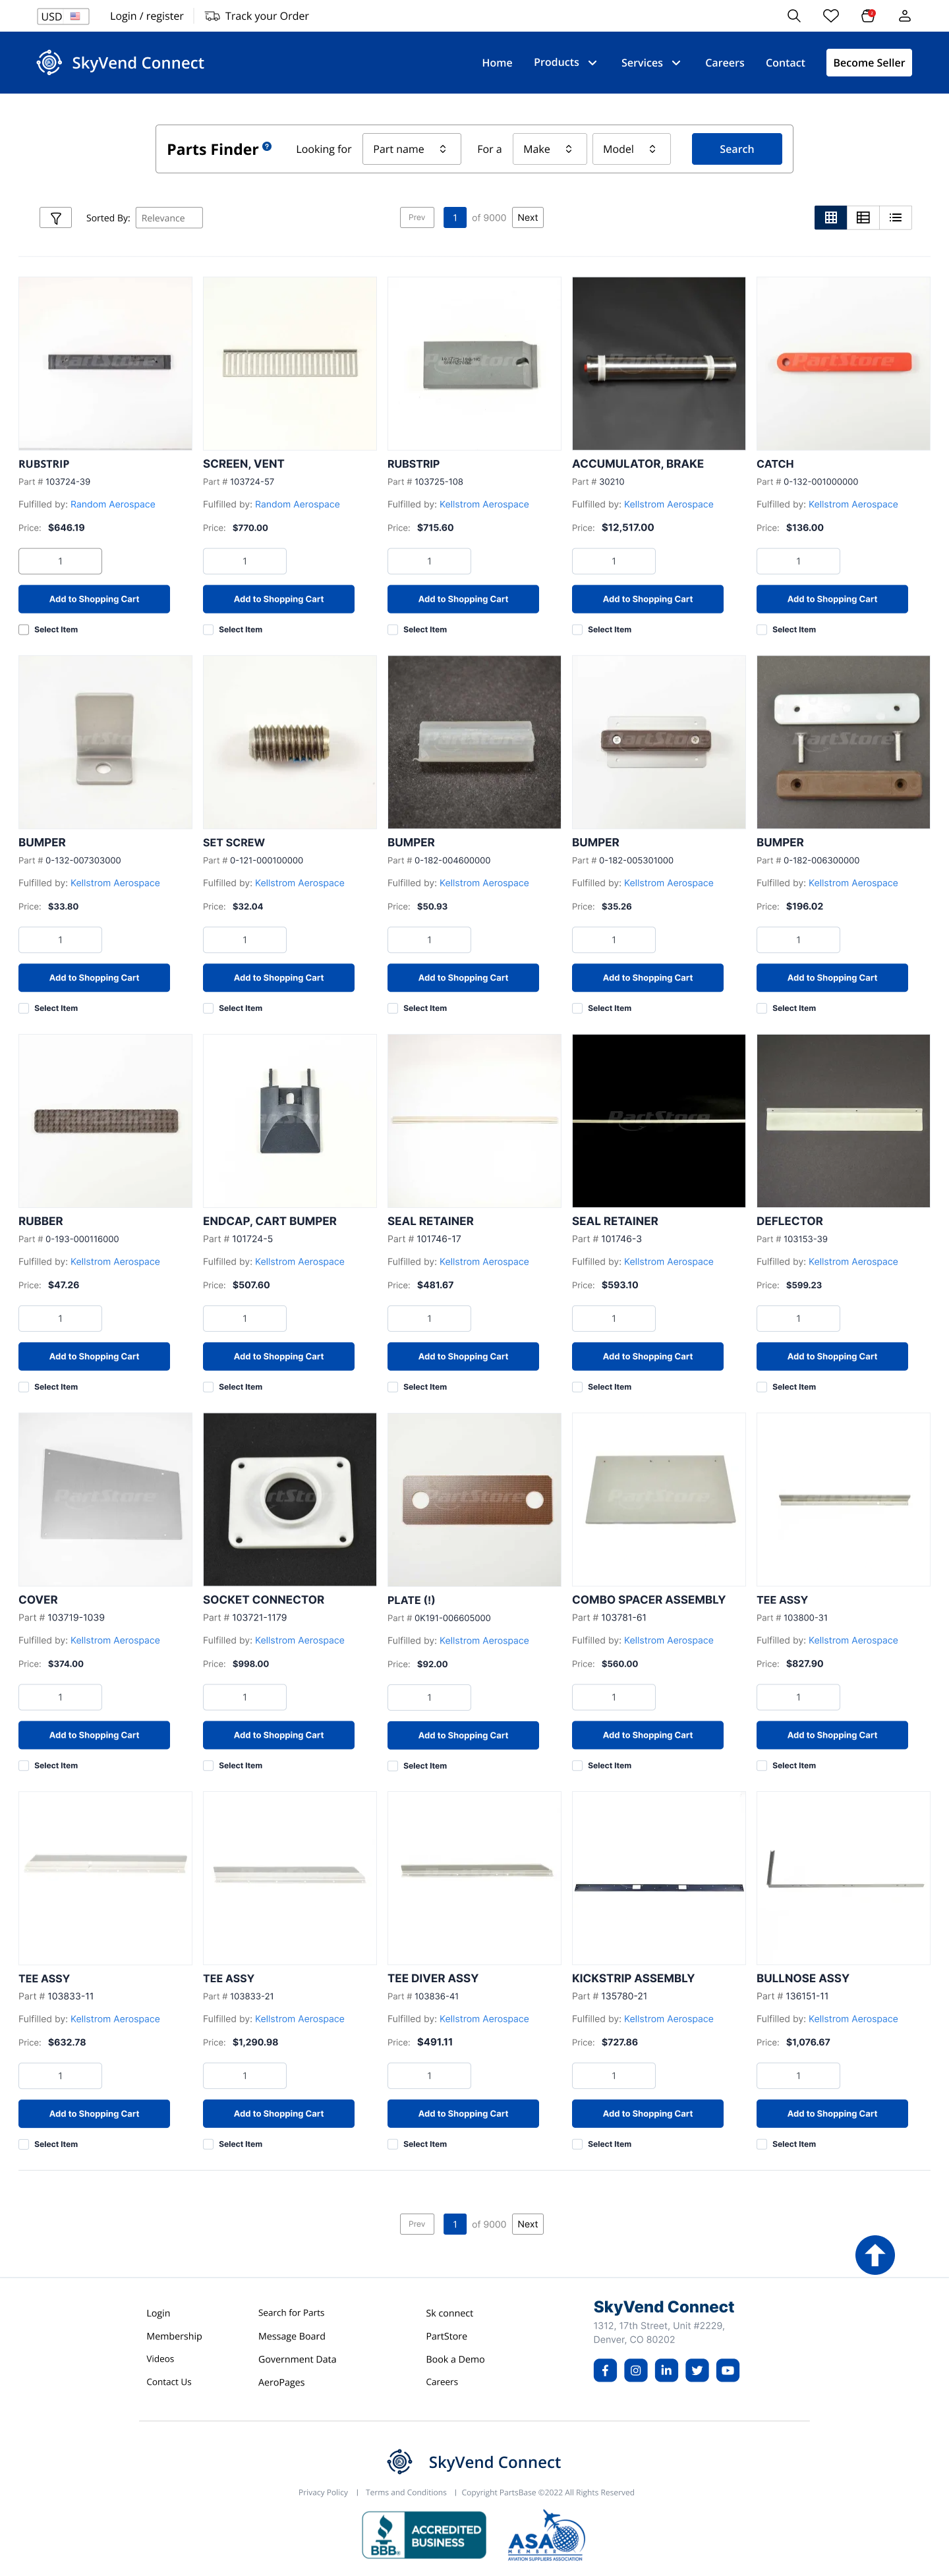 USD
Login / register
Track your Order
SkyVend Connect
Home
Products
Services
Careers
Contact
Become Seller
Parts Finder ?
Looking for
Part name
For a
Make
Model
Search
Sorted By:
Relevance
Prev 1 of 9000 Next
PartStore
PartStore
PartStore
RUBSTRIP
Part # 103724-39
Fulfilled by: Random Aerospace
Price: $646.19
1
Add to Shopping Cart
Select Item
SCREEN, VENT
Part # 103724-57
Fulfilled by: Random Aerospace
Price: $770.00
1
Add to Shopping Cart
Select Item
RUBSTRIP
Part # 103725-108
Fulfilled by: Kellstrom Aerospace
Price: $715.60
1
Add to Shopping Cart
Select Item
ACCUMULATOR, BRAKE
Part # 30210
Fulfilled by: Kellstrom Aerospace
Price: $12,517.00
1
Add to Shopping Cart
Select Item
CATCH
Part # 0-132-001000000
Fulfilled by: Kellstrom Aerospace
Price: $136.00
1
Add to Shopping Cart
Select Item
PartStore
PartStore
BUMPER
Part # 0-132-007303000
Fulfilled by: Kellstrom Aerospace
Price: $33.80
1
Add to Shopping Cart
Select Item
SET SCREW
Part # 0-121-000100000
Fulfilled by: Kellstrom Aerospace
Price: $32.04
1
Add to Shopping Cart
Select Item
BUMPER
Part # 0-182-004600000
Fulfilled by: Kellstrom Aerospace
Price: $50.93
1
Add to Shopping Cart
Select Item
BUMPER
Part # 0-182-005301000
Fulfilled by: Kellstrom Aerospace
Price: $35.26
1
Add to Shopping Cart
Select Item
BUMPER
Part # 0-182-006300000
Fulfilled by: Kellstrom Aerospace
Price: $196.02
1
Add to Shopping Cart
Select Item
PartStore
RUBBER
Part # 0-193-000116000
Fulfilled by: Kellstrom Aerospace
Price: $47.26
1
Add to Shopping Cart
Select Item
ENDCAP, CART BUMPER
Part # 101724-5
Fulfilled by: Kellstrom Aerospace
Price: $507.60
1
Add to Shopping Cart
Select Item
SEAL RETAINER
Part # 101746-17
Fulfilled by: Kellstrom Aerospace
Price: $481.67
1
Add to Shopping Cart
Select Item
SEAL RETAINER
Part # 101746-3
Fulfilled by: Kellstrom Aerospace
Price: $593.10
1
Add to Shopping Cart
Select Item
DEFLECTOR
Part # 103153-39
Fulfilled by: Kellstrom Aerospace
Price: $599.23
1
Add to Shopping Cart
Select Item
PartStore
PartStore
PartStore
COVER
Part # 103719-1039
Fulfilled by: Kellstrom Aerospace
Price: $374.00
1
Add to Shopping Cart
Select Item
SOCKET CONNECTOR
Part # 103721-1179
Fulfilled by: Kellstrom Aerospace
Price: $998.00
1
Add to Shopping Cart
Select Item
PLATE (!)
Part # 0K191-006605000
Fulfilled by: Kellstrom Aerospace
Price: $92.00
1
Add to Shopping Cart
Select Item
COMBO SPACER ASSEMBLY
Part # 103781-61
Fulfilled by: Kellstrom Aerospace
Price: $560.00
1
Add to Shopping Cart
Select Item
TEE ASSY
Part # 103800-31
Fulfilled by: Kellstrom Aerospace
Price: $827.90
1
Add to Shopping Cart
Select Item
TEE ASSY
Part # 103833-11
Fulfilled by: Kellstrom Aerospace
Price: $632.78
1
Add to Shopping Cart
Select Item
TEE ASSY
Part # 103833-21
Fulfilled by: Kellstrom Aerospace
Price: $1,290.98
1
Add to Shopping Cart
Select Item
TEE DIVER ASSY
Part # 103836-41
Fulfilled by: Kellstrom Aerospace
Price: $491.11
1
Add to Shopping Cart
Select Item
KICKSTRIP ASSEMBLY
Part # 135780-21
Fulfilled by: Kellstrom Aerospace
Price: $727.86
1
Add to Shopping Cart
Select Item
BULLNOSE ASSY
Part # 136151-11
Fulfilled by: Kellstrom Aerospace
Price: $1,076.67
1
Add to Shopping Cart
Select Item
Prev 1 of 9000 Next
Login
Membership
Videos
Contact Us
Search for Parts
Message Board
Government Data
AeroPages
Sk connect
PartStore
Book a Demo
Careers
SkyVend Connect
1312, 17th Street, Unit #2229,
Denver, CO 80202
SkyVend Connect
Privacy Policy | Terms and Conditions | Copyright PartsBase ©2022 All Rights Reserved
BBB
ACCREDITED
BUSINESS
ASA
MEMBER
AVIATION SUPPLIERS ASSOCIATION